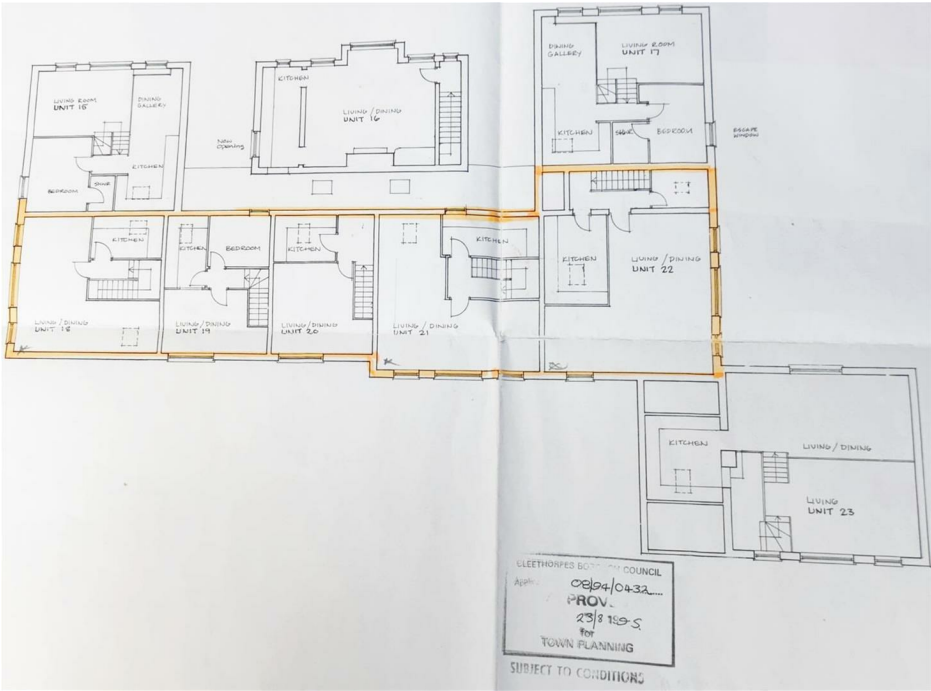 DINING
GALLERY
LIVING ROOM
UNIT 17
KITCHEN
BEDROOM
ESCAPE
WINDOW
KITCHEN
LIVING / DINING
UNIT 16
LIVING ROOM
UNIT 15
DINING
GALLERY
KITCHEN
BEDROOM
NON
OPENING
KITCHEN
LIVING / DINING
UNIT 18
KITCHEN
BEDROOM
LIVING / DINING
UNIT 19
KITCHEN
LIVING / DINING
UNIT 20
KITCHEN
LIVING / DINING
UNIT 21
KITCHEN
LIVING / DINING
UNIT 22
KITCHEN
LIVING / DINING
LIVING
UNIT 23
CLEETHORPES BOROUGH COUNCIL
08/94/0432
23/8 1995
for
TOWN PLANNING
SUBJECT TO CONDITIONS